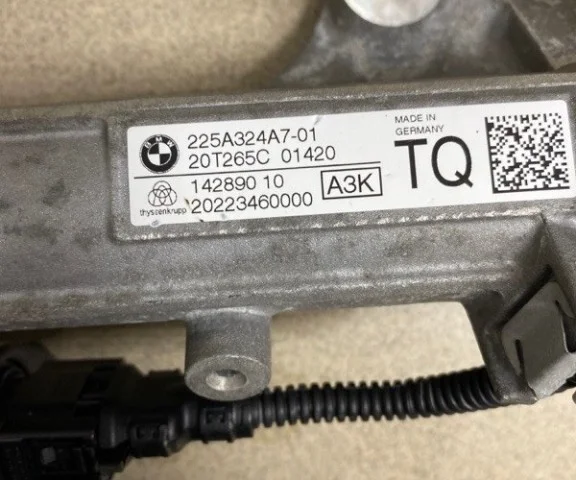 225A324A7-01
20T265C 01420
142890 10
20223460000
thyssenkrupp
A3K
MADE IN
GERMANY
TQ